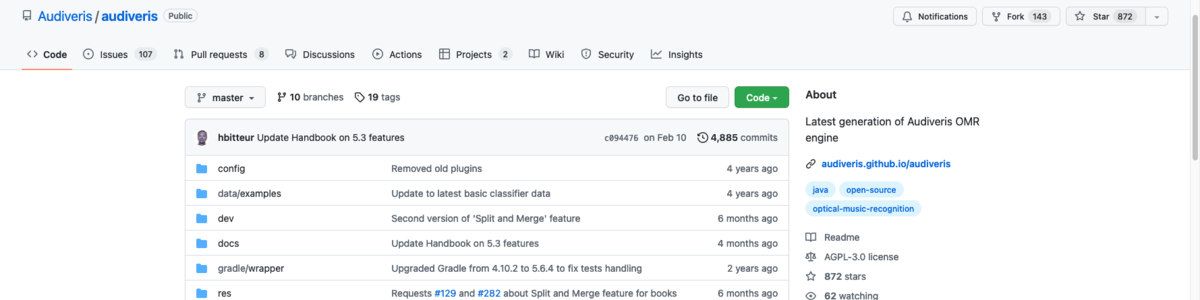 Audiveris / audiveris Public
Notifications Fork 143 Star 872
Code Issues 107 Pull requests 8 Discussions Actions Projects 2 Wiki Security Insights
master 10 branches 19 tags Go to file Code
hbitteur Update Handbook on 5.3 features c094476 on Feb 10 4,885 commits
config Removed old plugins 4 years ago
data/examples Update to latest basic classifier data 4 years ago
dev Second version of 'Split and Merge' feature 6 months ago
docs Update Handbook on 5.3 features 4 months ago
gradle/wrapper Upgraded Gradle from 4.10.2 to 5.6.4 to fix tests handling 2 years ago
res Requests #129 and #282 about Split and Merge feature for books 6 months ago
About
Latest generation of Audiveris OMR
engine
audiveris.github.io/audiveris
java open-source
optical-music-recognition
Readme
AGPL-3.0 license
872 stars
62 watching